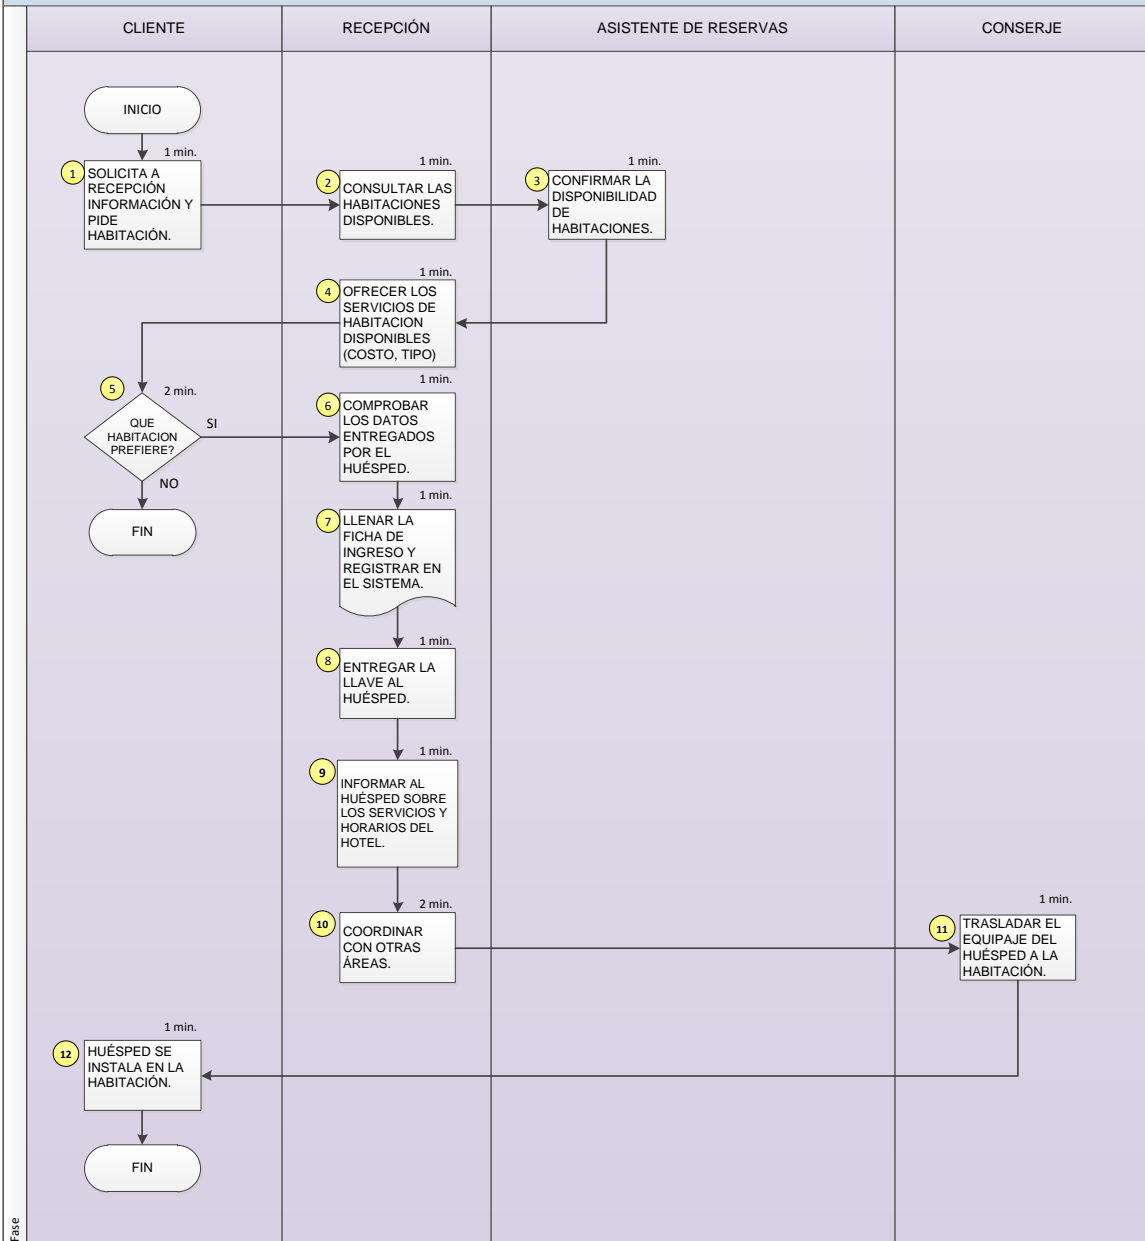 CLIENTE
RECEPCIÓN
ASISTENTE DE RESERVAS
CONSERJE
INICIO
1 min.
1
SOLICITA A
RECEPCIÓN
INFORMACIÓN Y
PIDE
HABITACIÓN.
1 min.
2
CONSULTAR LAS
HABITACIONES
DISPONIBLES.
1 min.
3
CONFIRMAR LA
DISPONIBILIDAD
DE
HABITACIONES.
1 min.
4
OFRECER LOS
SERVICIOS DE
HABITACION
DISPONIBLES
(COSTO, TIPO)
5
2 min.
QUE
HABITACION
PREFIERE?
SI
NO
FIN
1 min.
6
COMPROBAR
LOS DATOS
ENTREGADOS
POR EL
HUÉSPED.
1 min.
7
LLENAR LA
FICHA DE
INGRESO Y
REGISTRAR EN
EL SISTEMA.
1 min.
8
ENTREGAR LA
LLAVE AL
HUÉSPED.
1 min.
9
INFORMAR AL
HUÉSPED SOBRE
LOS SERVICIOS Y
HORARIOS DEL
HOTEL.
2 min.
10
COORDINAR
CON OTRAS
ÁREAS.
1 min.
11
TRASLADAR EL
EQUIPAJE DEL
HUÉSPED A LA
HABITACIÓN.
1 min.
12
HUÉSPED SE
INSTALA EN LA
HABITACIÓN.
FIN
Fase